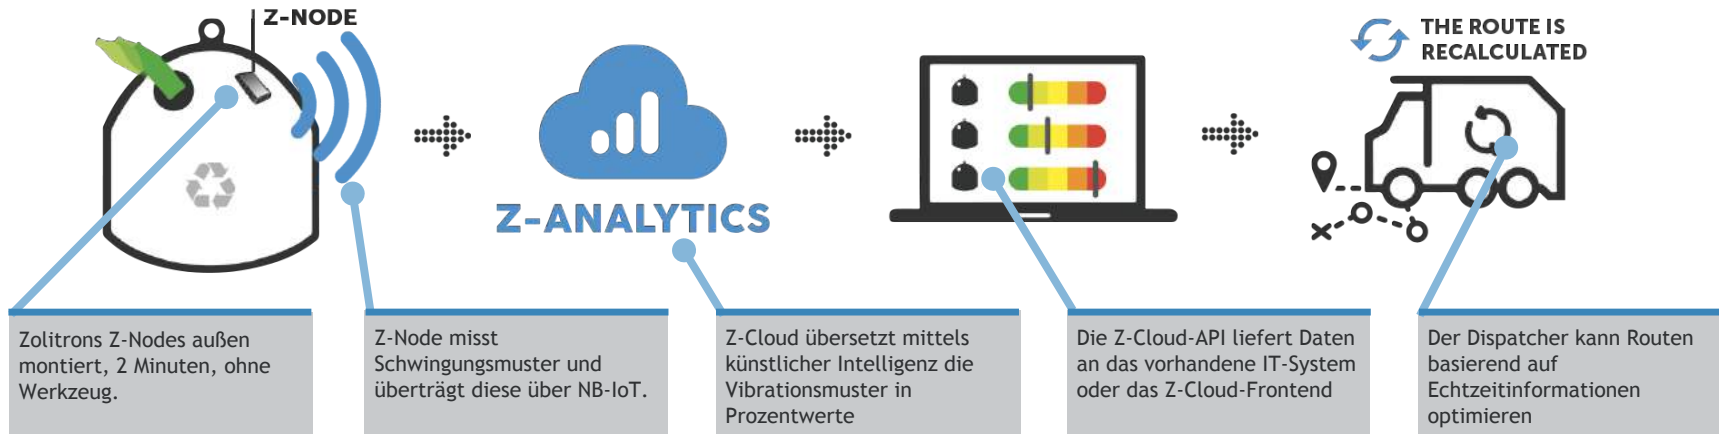 Z-NODE
Z-ANALYTICS
THE ROUTE IS
RECALCULATED
Zolitrons Z-Nodes außen
montiert, 2 Minuten, ohne
Werkzeug.
Z-Node misst
Schwingungsmuster und
überträgt diese über NB-IoT.
Z-Cloud übersetzt mittels
künstlicher Intelligenz die
Vibrationsmuster in
Prozentwerte
Die Z-Cloud-API liefert Daten
an das vorhandene IT-System
oder das Z-Cloud-Frontend
Der Dispatcher kann Routen
basierend auf
Echtzeitinformationen
optimieren